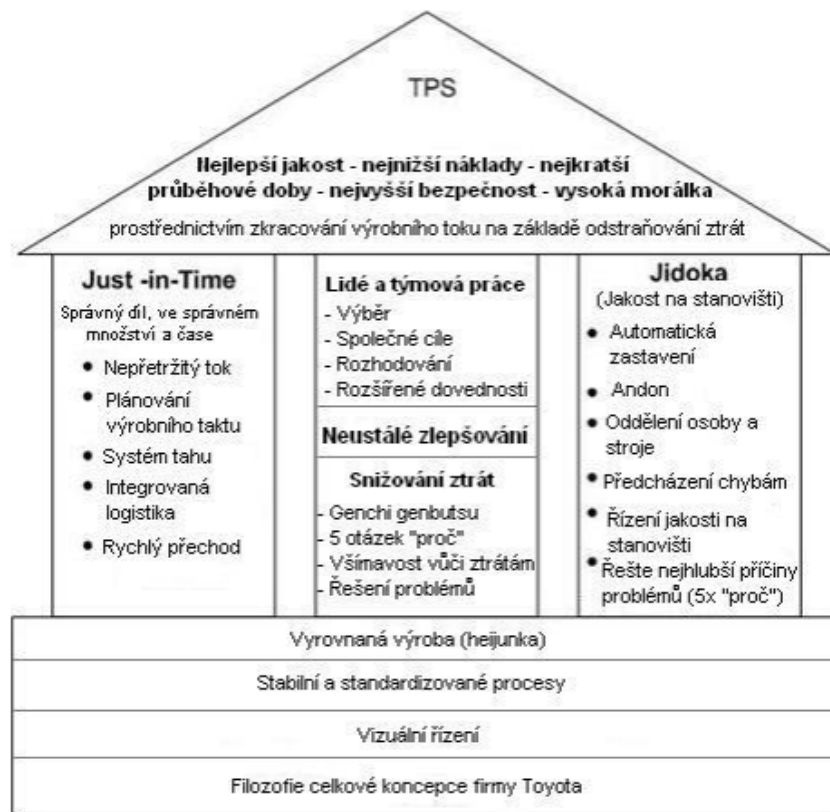 TPS
Nejlepší jakost - nejnižší náklady - nejkratší
průběhové doby - nejvyšší bezpečnost - vysoká morálka
prostřednictvím zkracování výrobního toku na základě odstraňování ztrát
Just -in-Time
Správný díl, ve správném
množství a čase
• Nepřetržitý tok
• Plánování
výrobního taktu
• Systém tahu
• Integrovaná
logistika
• Rychlý přechod
Lidé a týmová práce
- Výběr
- Společné cíle
- Rozhodování
- Rozšířené dovednosti
Neustálé zlepšování
Snižování ztrát
- Genchi genbutsu
- 5 otázek "proč"
- Všímavost vůči ztrátám
- Řešení problémů
Jidoka
(Jakost na stanovišti)
• Automatická
zastavení
• Andon
• Oddělení osoby a
stroje
• Předcházení chybám
• Řízení jakosti na
stanovišti
• Řešte nejhlubší příčiny
problémů (5x "proč")
Vyrovnaná výroba (heijunka)
Stabilní a standardizované procesy
Vizuální řízení
Filozofie celkové koncepce firmy Toyota